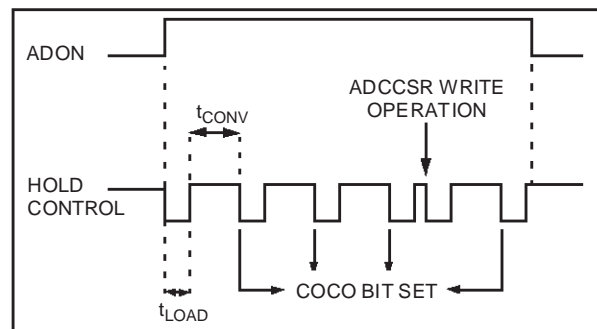 ADON
ADCCSR WRITE
OPERATION
tCONV
HOLD
CONTROL
COCO BIT SET
tLOAD